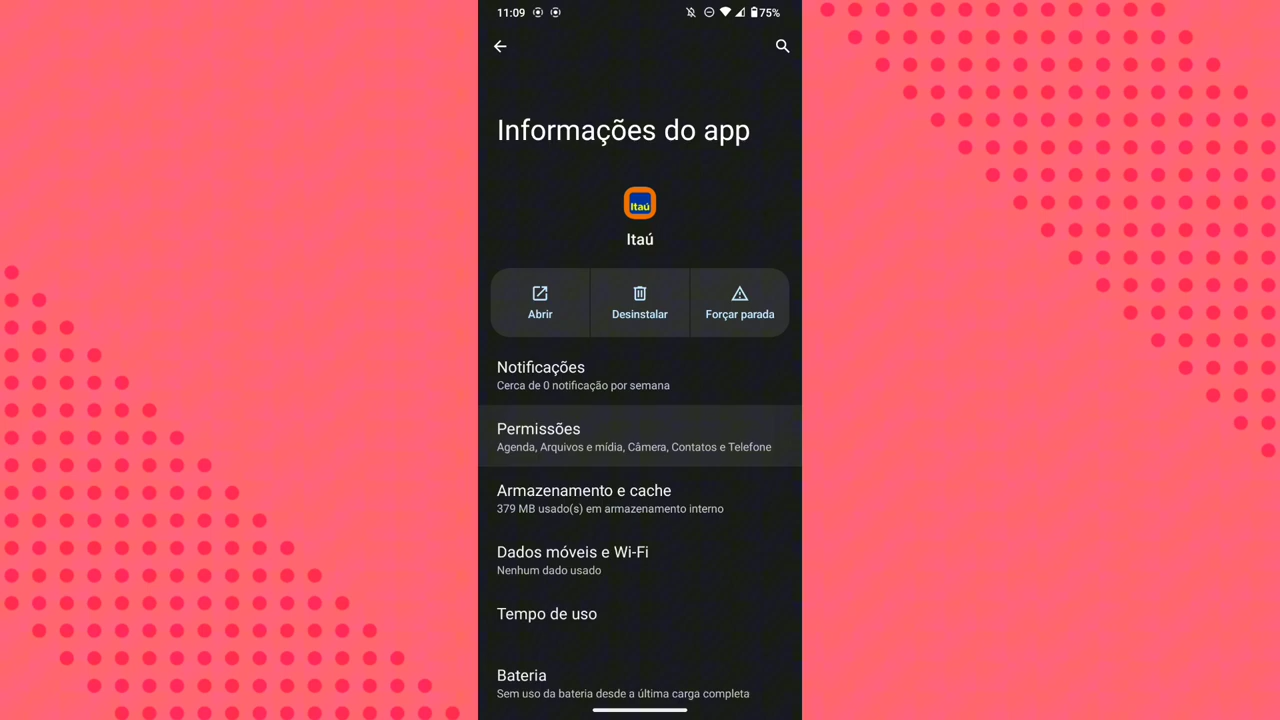 11:09
75%
Informações do app
Itaú
Itaú
Abrir
Desinstalar
Forçar parada
Notificações
Cerca de 0 notificação por semana
Permissões
Agenda, Arquivos e mídia, Câmera, Contatos e Telefone
Armazenamento e cache
379 MB usado(s) em armazenamento interno
Dados móveis e Wi-Fi
Nenhum dado usado
Tempo de uso
Bateria
Sem uso da bateria desde a última carga completa